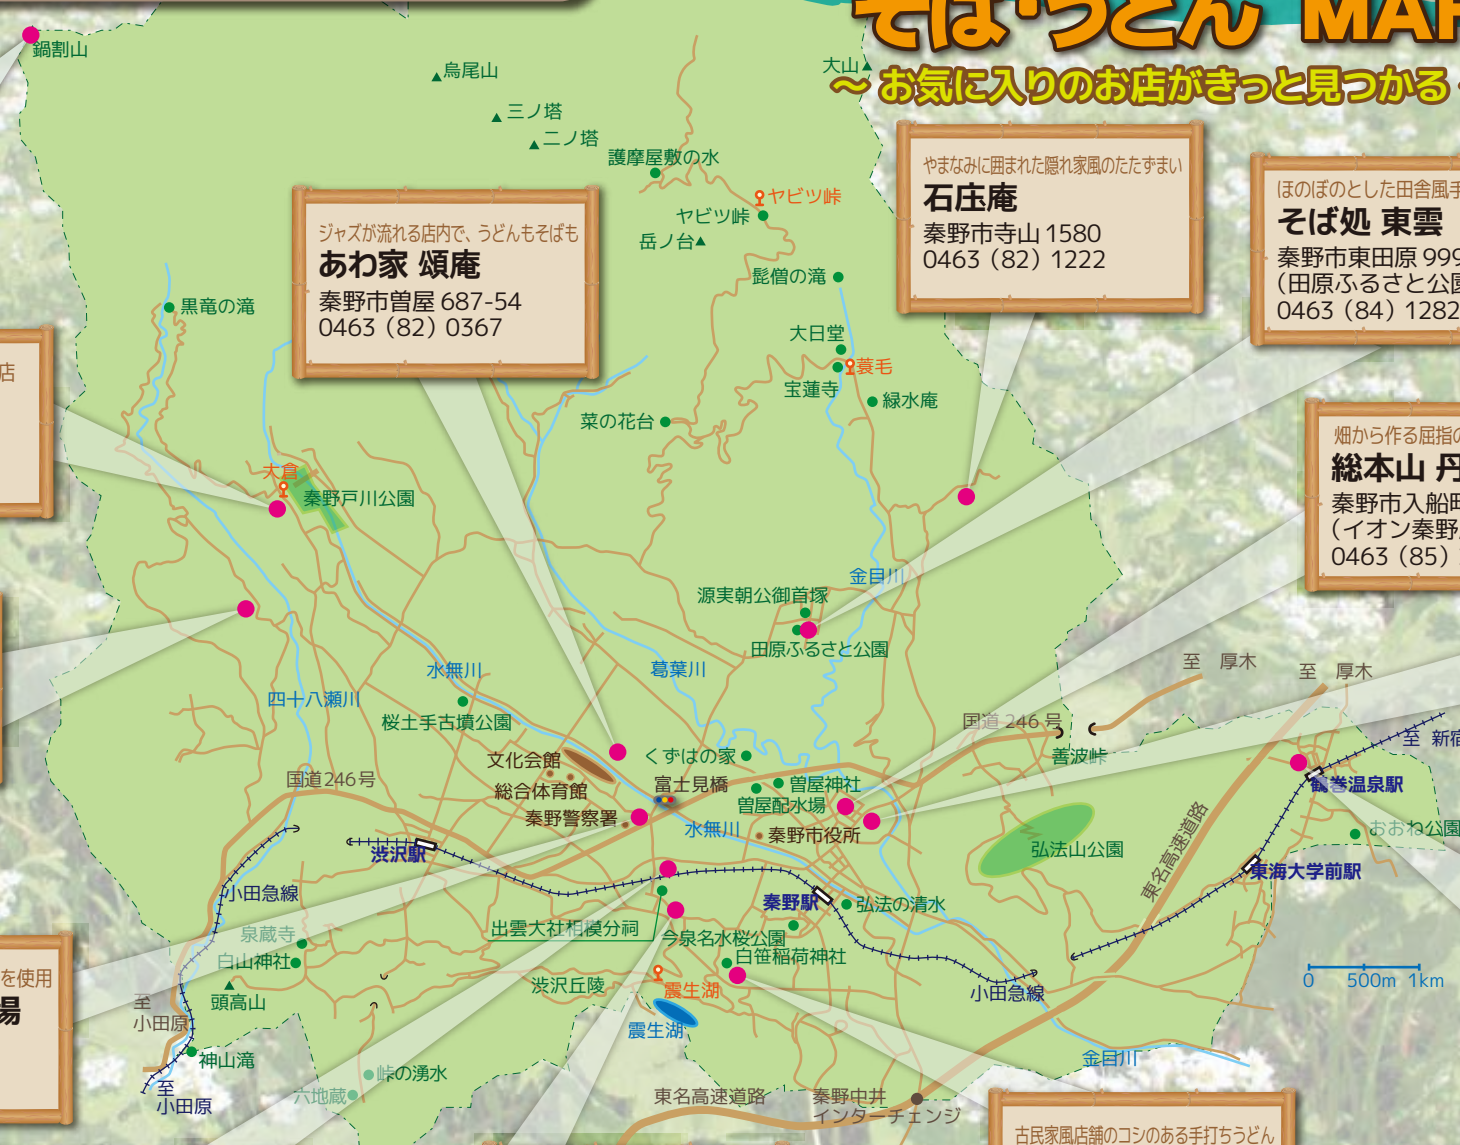 そば・うどん MAP
～ お気に入りのお店がきっと見つかる
鍋割山
烏尾山
三ノ塔
二ノ塔
大山
護摩屋敷の水
ヤビツ峠
ヤビツ峠
岳ノ台
髭僧の滝
大日堂
蓑毛
宝蓮寺
緑水庵
菜の花台
黒竜の滝
ジャズが流れる店内で、うどんもそばも
あわ家 頌庵
秦野市曽屋 687-54
0463（82）0367
やまなみに囲まれた隠れ家風のたたずまい
石庄庵
秦野市寺山 1580
0463（82）1222
ほのぼのとした田舎風手
そば処 東雲
秦野市東田原 999
（田原ふるさと公園
0463（84）1282
畑から作る屈指の
総本山 丹
秦野市入船町
（イオン秦野
0463（85）
店
大倉
秦野戸川公園
金目川
源実朝公御首塚
田原ふるさと公園
葛葉川
水無川
四十八瀬川
桜土手古墳公園
至 厚木
至 厚木
国道 246 号
善波峠
至 新宿
文化会館
総合体育館
秦野警察署
くずはの家
富士見橋
曽屋神社
曽屋配水場
水無川
秦野市役所
国道246号
鶴巻温泉駅
おおね公園
弘法山公園
東名高速道路
東海大学前駅
渋沢駅
小田急線
秦野駅
弘法の清水
出雲大社相模分祠
今泉名水桜公園
白笹稲荷神社
泉蔵寺
白山神社
頭高山
渋沢丘陵
震生湖
震生湖
小田急線
0 500m 1km
を使用
場
至
小田原
神山滝
至
小田原
峠の湧水
六地蔵
金目川
東名高速道路
秦野中井
インターチェンジ
古民家風店舗のコシのある手打ちうどん